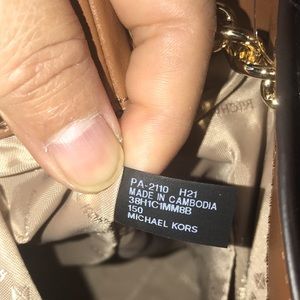 PA-2110 H21
MADE IN CAMBODIA
38H1C1MM8B
150
MICHAEL KORS